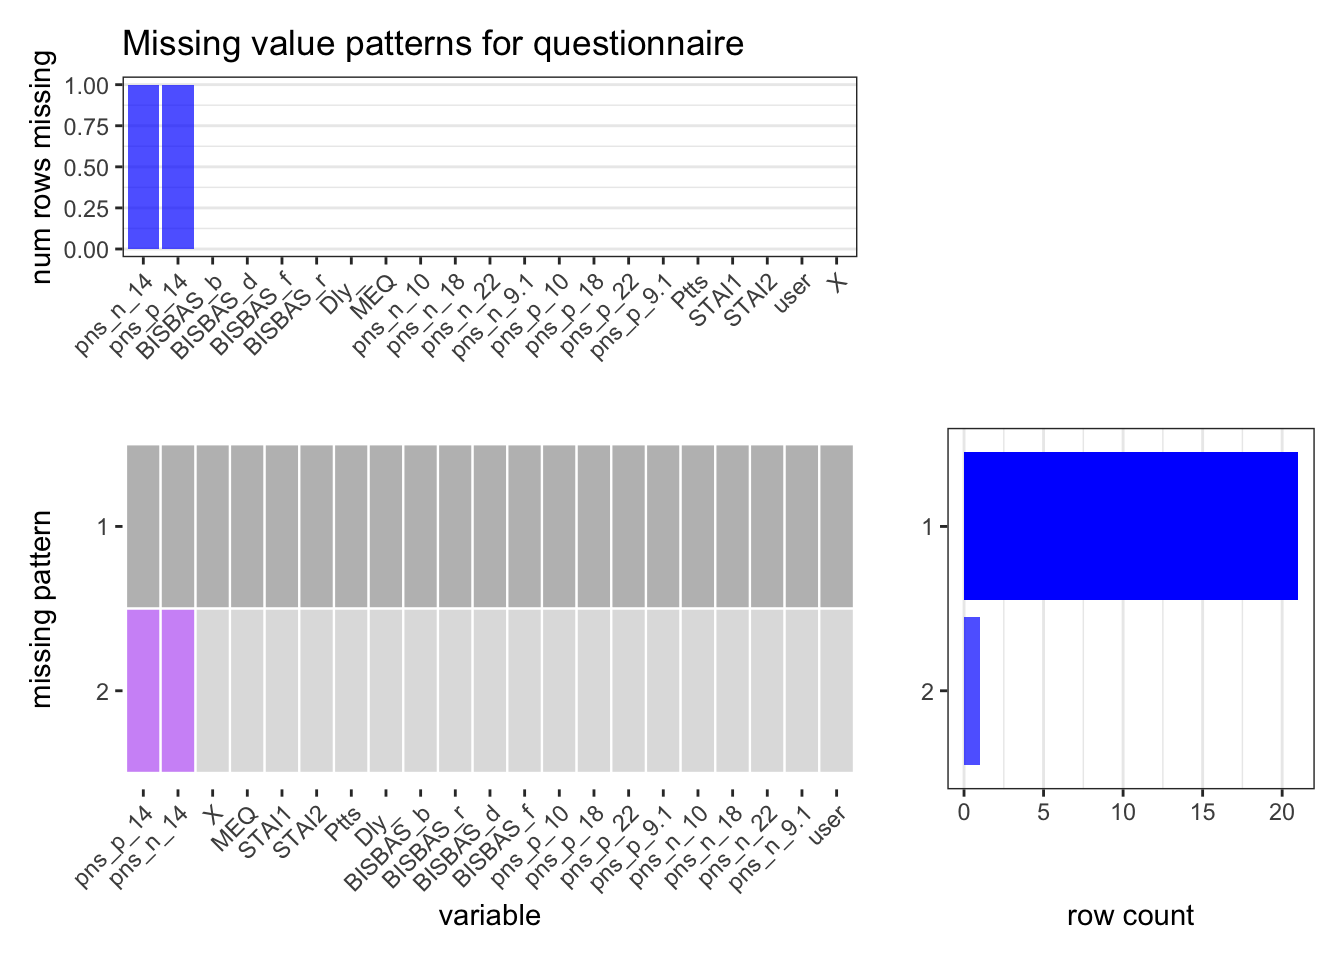 Missing value patterns for questionnaire
num rows missing
1.00
0.75
0.50
0.25
0.00
pns_n_14
pns_p_14
BISBAS_b
BISBAS_d
BISBAS_f
BISBAS_r
Dly_
MEQ
pns_n_10
pns_n_18
pns_n_22
pns_n_9.1
pns_p_10
pns_p_18
pns_p_22
pns_p_9.1
Ptts
STAI1
STAI2
user
X
missing pattern
1
2
pns_p_14
pns_n_14
X
MEQ
STAI1
STAI2
Ptts
Dly_
BISBAS_b
BISBAS_r
BISBAS_d
BISBAS_f
pns_p_10
pns_p_18
pns_p_22
pns_p_9.1
pns_n_10
pns_n_18
pns_n_22
pns_n_9.1
user
variable
1
2
0
5
10
15
20
row count